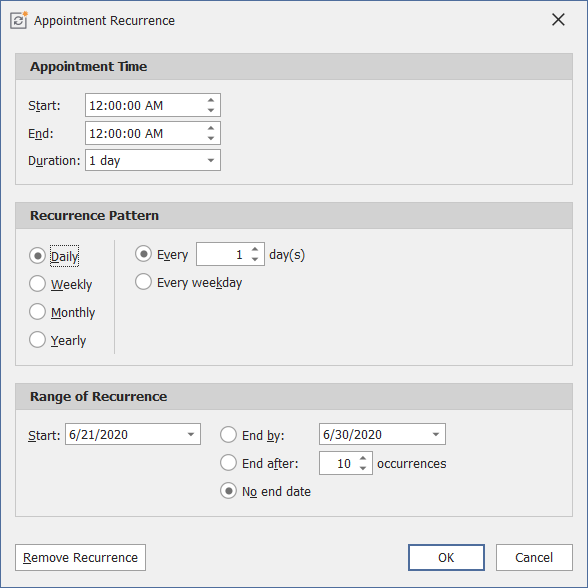 Appointment Recurrence
Appointment Time
Start: 12:00:00 AM
End: 12:00:00 AM
Duration: 1 day
Recurrence Pattern
Daily
Weekly
Monthly
Yearly
Every 1 day(s)
Every weekday
Range of Recurrence
Start: 6/21/2020
End by: 6/30/2020
End after: 10 occurrences
No end date
Remove Recurrence
OK
Cancel